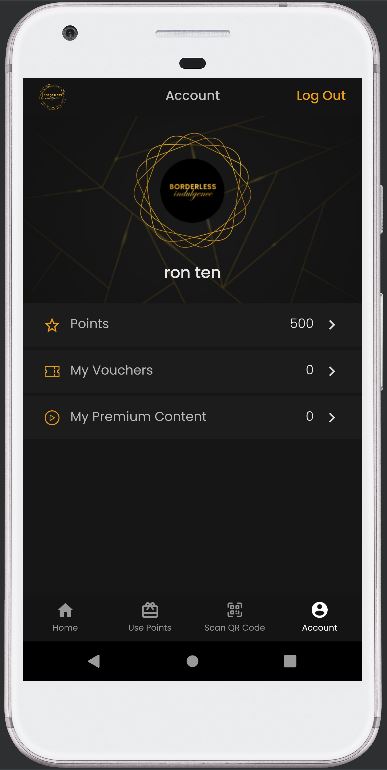 Account
Log Out
BORDERLESS
indulgence
ron ten
Points 500
My Vouchers 0
My Premium Content 0
Home Use Points Scan QR Code Account